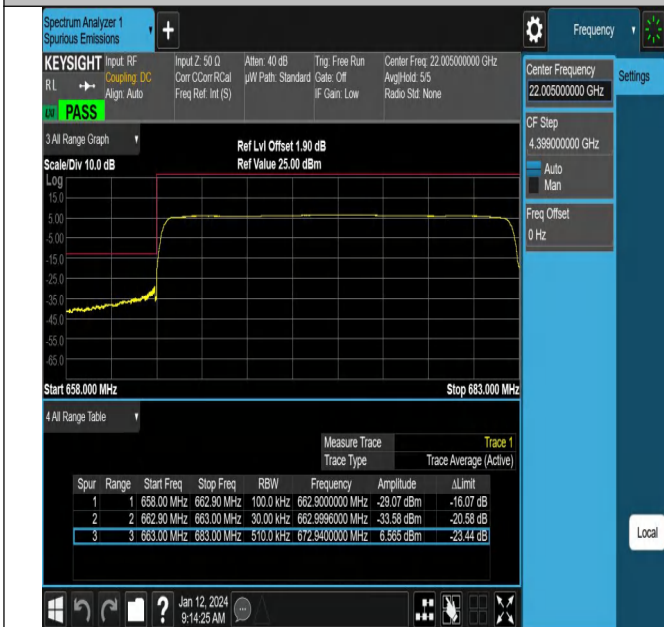 Spectrum Analyzer 1
Spurious Emissions
+
Frequency
KEYSIGHT
RL
Input: RF
Coupling: DC
Align: Auto
Input Z: 50 Ω
Corr CCorr RCal
Freq Ref: Int (S)
Atten: 40 dB
µW Path: Standard
Trig: Free Run
Gate: Off
IF Gain: Low
Center Freq: 22.005000000 GHz
Avg|Hold: 5/5
Radio Std: None
PASS
Center Frequency
22.005000000 GHz
Settings
CF Step
4.399000000 GHz
Auto
Man
Freq Offset
0 Hz
Local
3 All Range Graph
Scale/Div 10.0 dB
Ref Lvl Offset 1.90 dB
Ref Value 25.00 dBm
Log
15.0
5.00
-5.00
-15.0
-25.0
-35.0
-45.0
-55.0
-65.0
Start 658.000 MHz
Stop 683.000 MHz
4 All Range Table
Measure Trace Trace 1
Trace Type Trace Average (Active)
Spur Range Start Freq Stop Freq RBW Frequency Amplitude ΔLimit
1 1 658.00 MHz 662.90 MHz 100.0 kHz 662.9000000 MHz -29.07 dBm -16.07 dB
2 2 662.90 MHz 663.00 MHz 30.00 kHz 662.9996000 MHz -33.58 dBm -20.58 dB
3 3 663.00 MHz 683.00 MHz 510.0 kHz 672.9400000 MHz 6.565 dBm -23.44 dB
?
Jan 12, 2024
9:14:25 AM